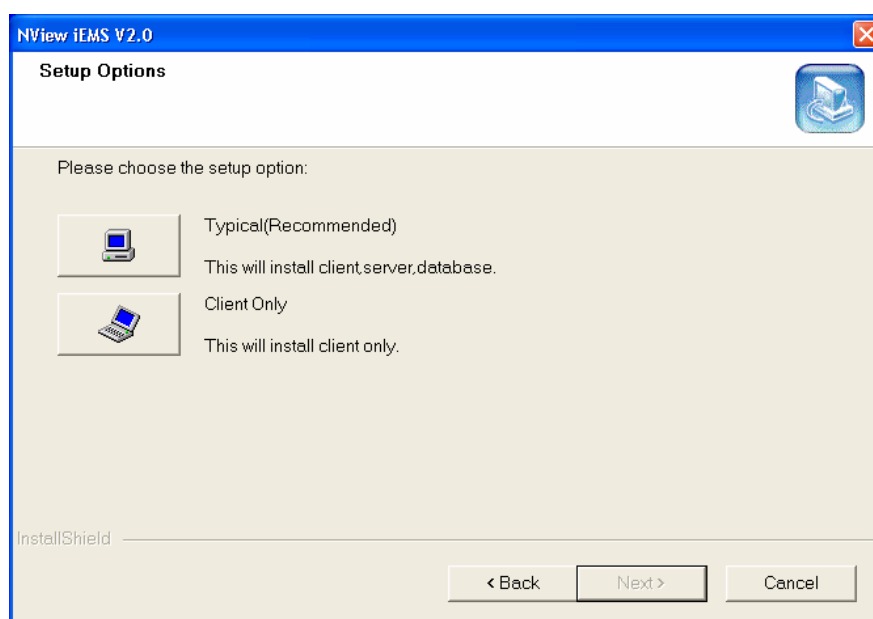 NView iEMS V2.0
Setup Options
Please choose the setup option:
Typical(Recommended)
This will install client,server,database.
Client Only
This will install client only.
InstallShield
< Back
Next >
Cancel